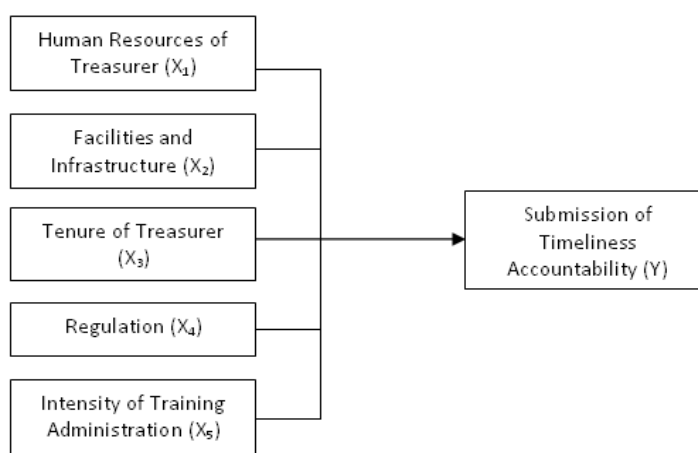 Human Resources of
Treasurer (X₁)
Facilities and
Infrastructure (X₂)
Tenure of Treasurer
(X₃)
Regulation (X₄)
Intensity of Training
Administration (X₅)
Submission of
Timeliness
Accountability (Y)